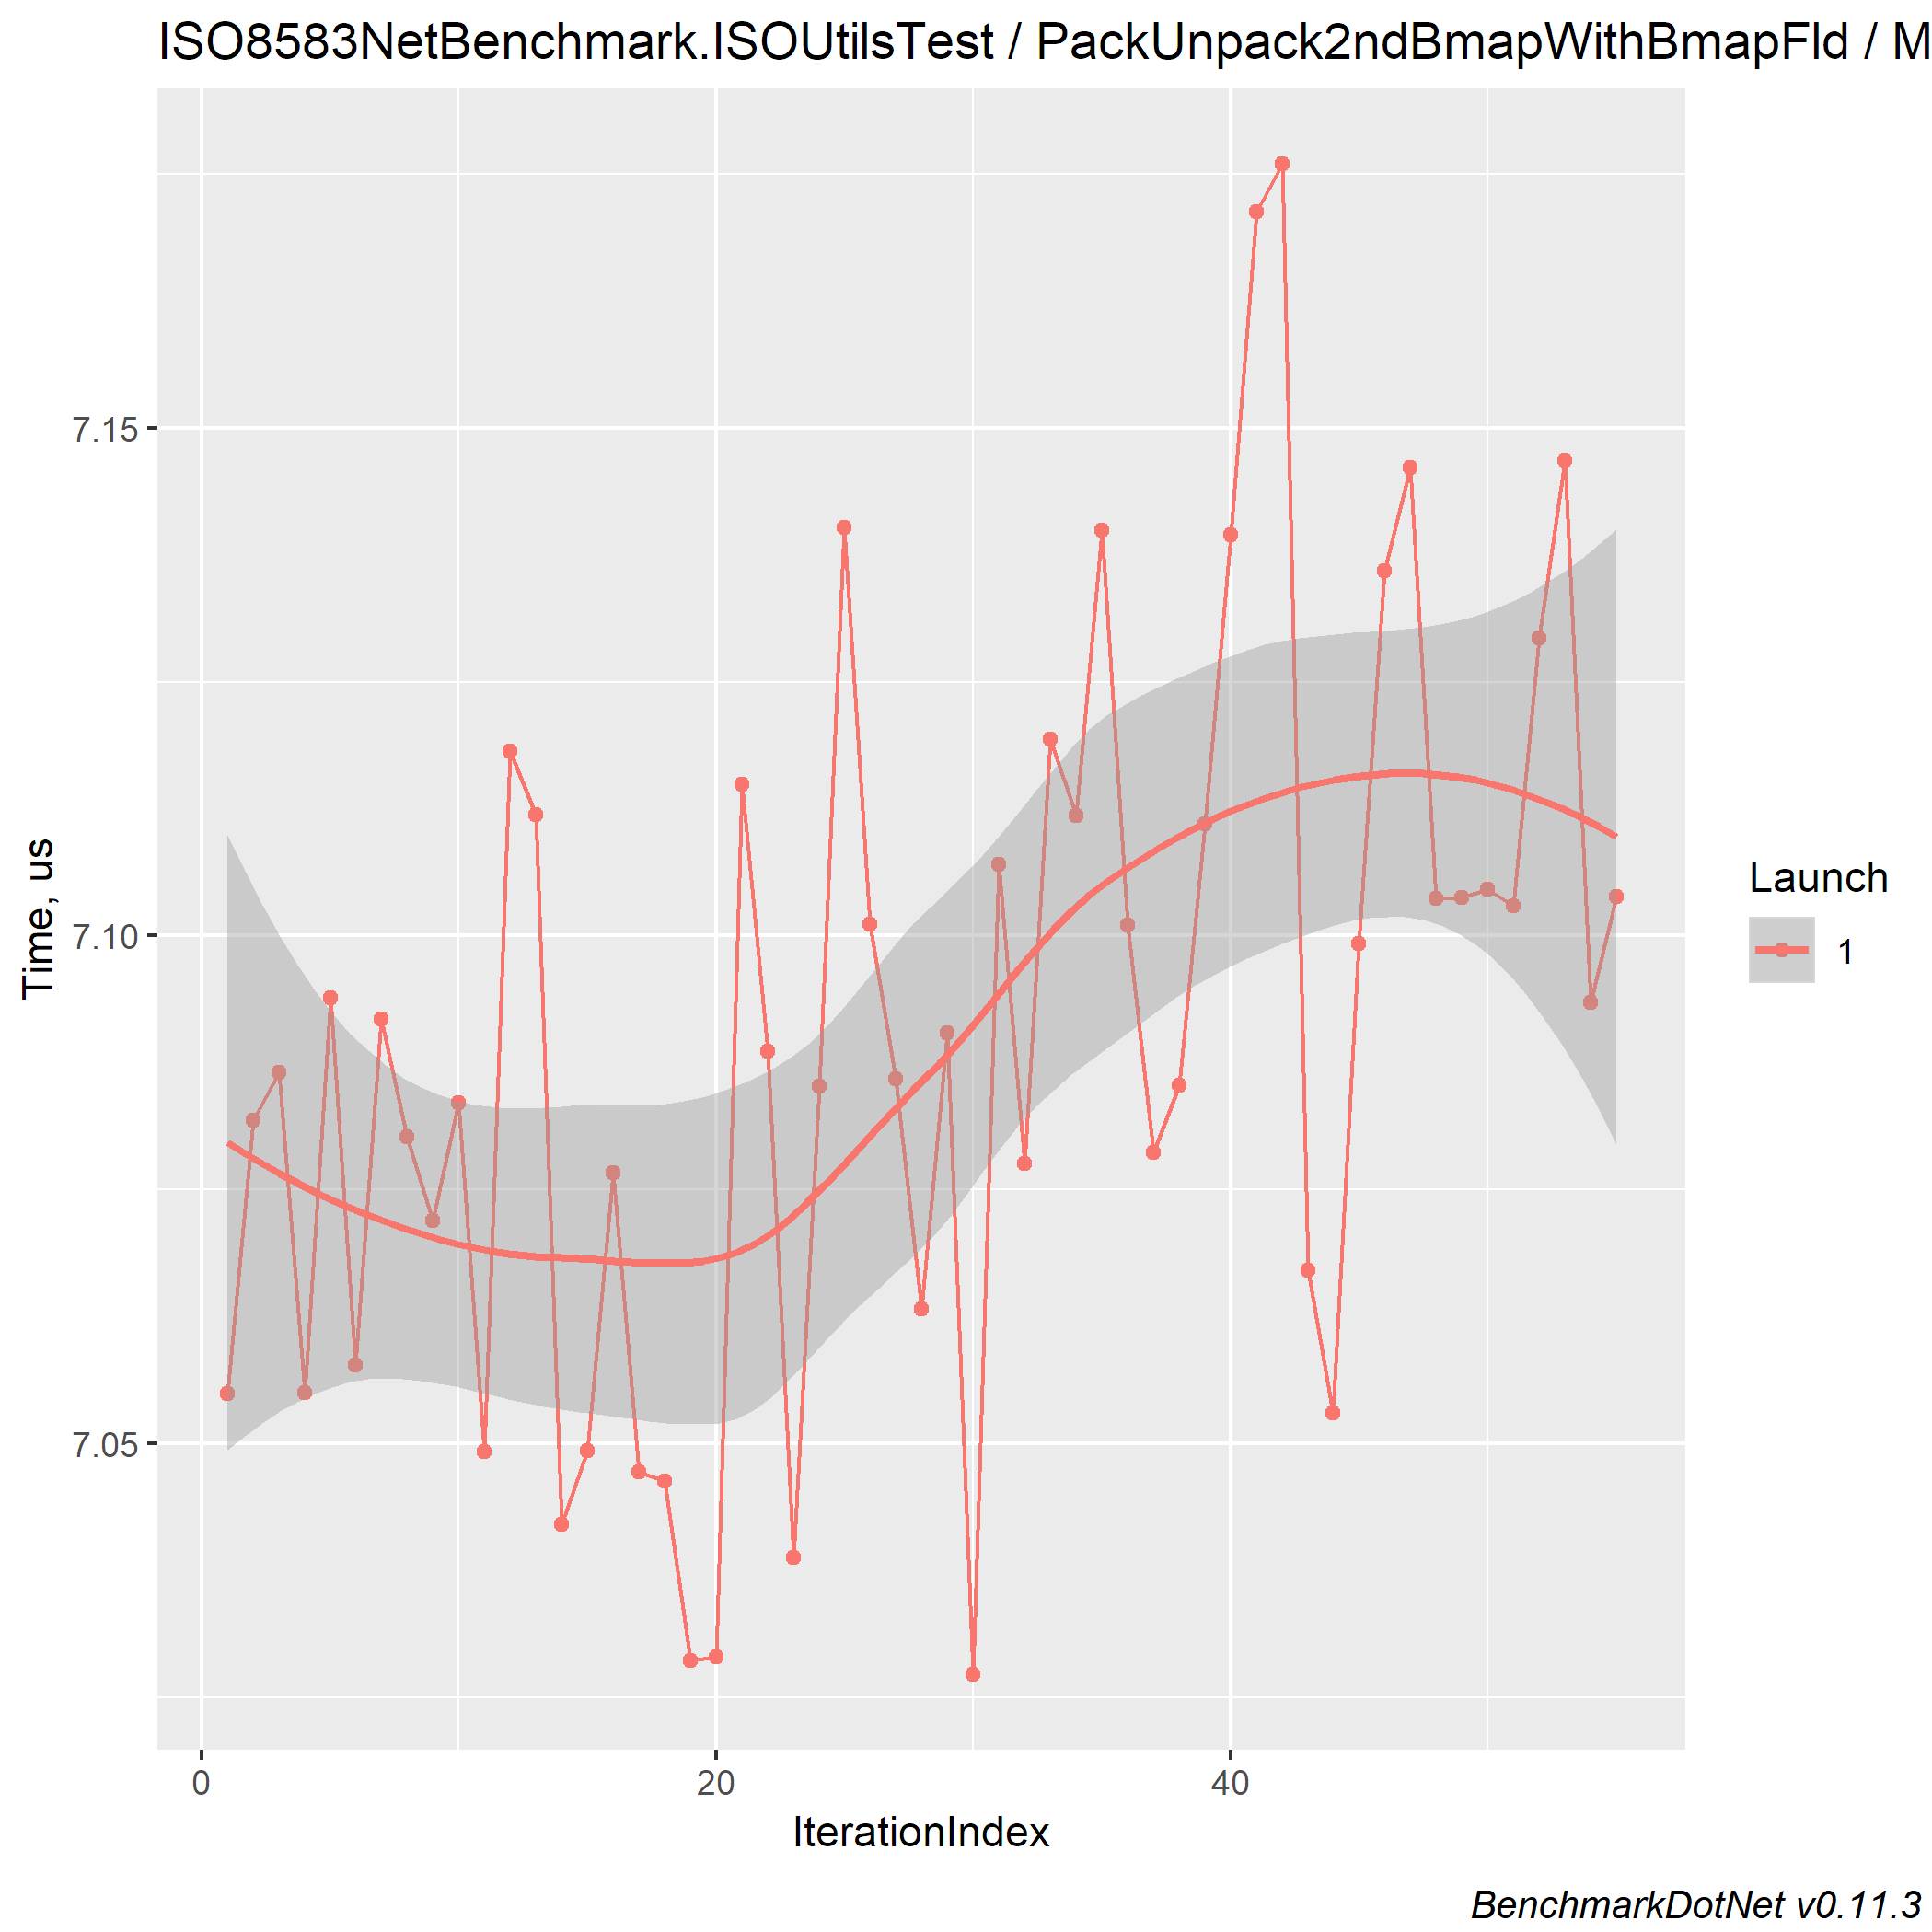 ISO8583NetBenchmark.ISOUtilsTest / PackUnpack2ndBmapWithBmapFld / M
7.15
7.10
7.05
Time, us
0 20 40
IterationIndex
Launch
1
BenchmarkDotNet v0.11.3